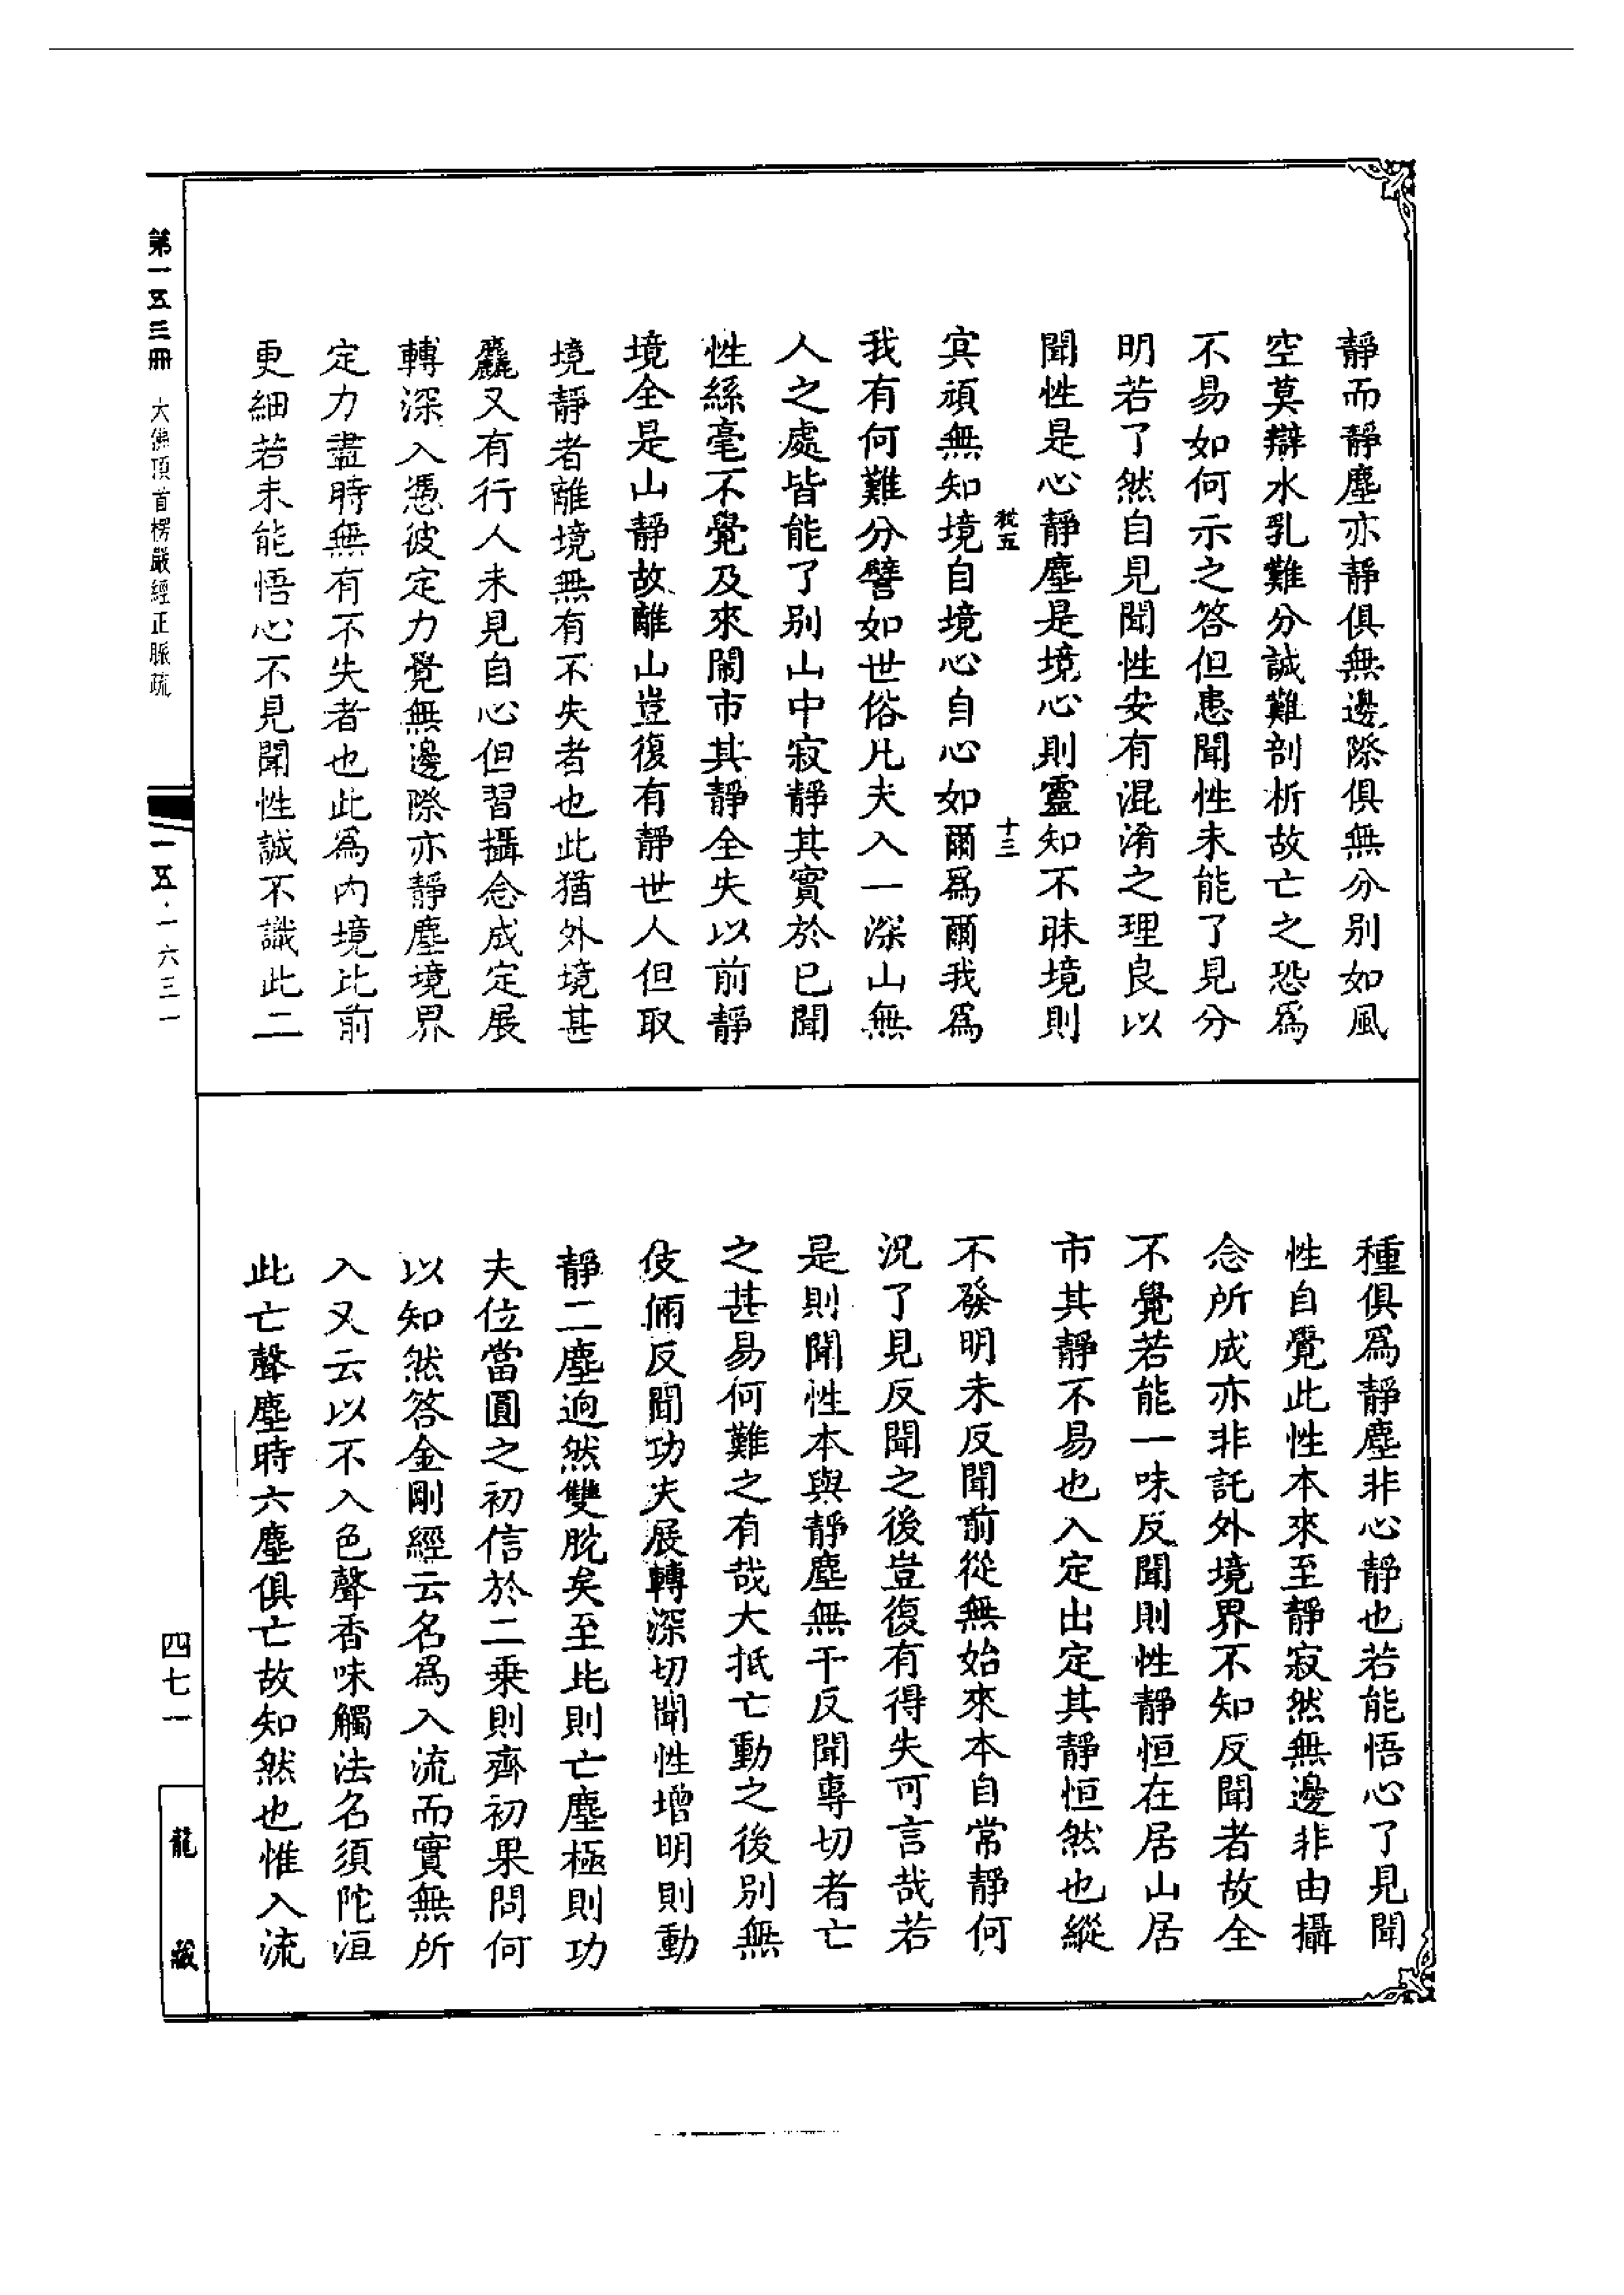 靜而靜塵亦靜俱無邊際俱無分別如風
空莫辯水乳難分誠難剖析故亡之恐為
不易如何示之答但患聞性未能了見分
明若了然自見聞性安有混淆之理良以
聞性是心靜塵是境心則靈知不昧境則
冥頑無知境自境心自心如爾為爾我為
我有何難分譬如世俗凡夫入一深山無
人之處皆能了別山中寂靜其實於已聞
性絲毫不覺及來鬧市其靜全失以前靜
境全是山靜故離山豈復有靜世人但取
境靜者離境無有不失者也此猶外境甚
麤又有行人未見自心但習攝念成定展
轉深入憑彼定力覺無邊際亦靜塵境界
定力盡時無有不失者也此為內境比前
更細若未能悟心不見聞性誠不識此二
種俱為靜塵非心靜也若能悟心了見聞
性自覺此性本來至靜寂然無邊非由攝
念所成亦非託外境界不知反聞者故全
不覺若能一味反聞則性靜恒在居山居
市其靜不易也入定出定其靜恒然也縱
不發明未反聞前從無始來本自常靜何
況了見反聞之後豈復有得失可言哉若
是則聞性本與靜塵無干反聞專切者亡
之甚易何難之有哉大抵亡動之後別無
伎倆反聞功夫展轉深切聞性增明則動
靜二塵迥然雙脫矣至此則亡塵極則功
夫位當圓之初信於二乘則齊初果問何
以知然答金剛經云名為入流而實無所
入又云以不入色聲香味觸法名須陀洹
此亡聲塵時六塵俱亡故知然也惟入流
十三
第一五三冊 大佛頂首楞嚴經正脈疏
一五·一六三一
四七一
龍藏